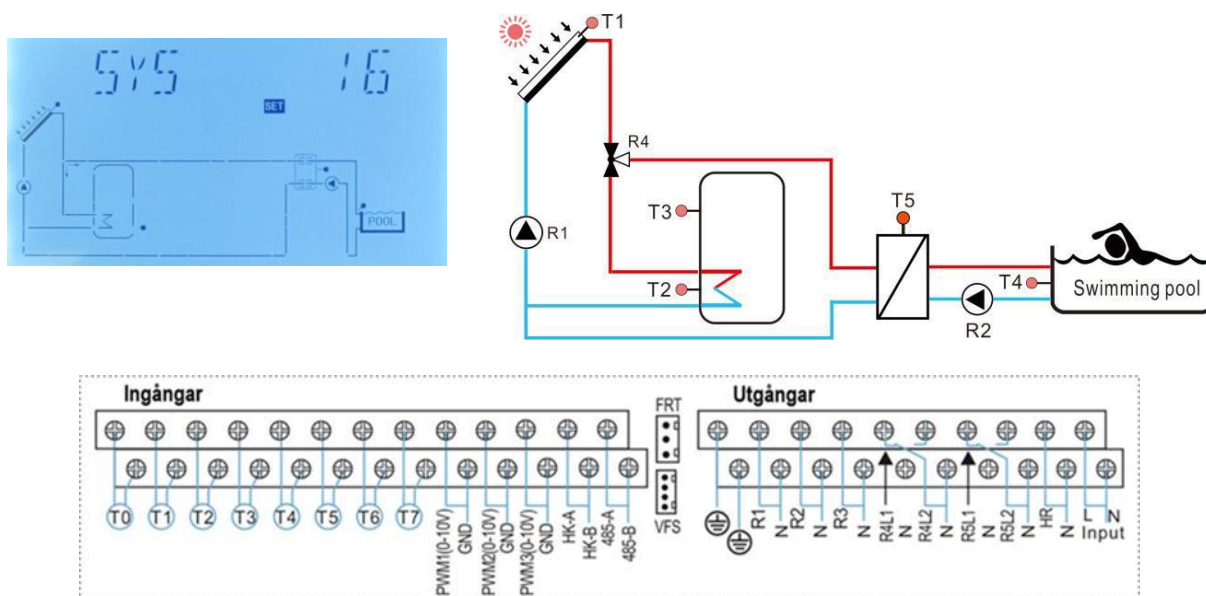 SYS 16
SET
POOL
T1
R4
T3
T5
R1
T2
T4
Swimming pool
R2
Ingångar
FRT
Utgångar
T0 T1 T2 T3 T4 T5 T6 T7
PWM1(0-10V)
GND
PWM2(0-10V)
GND
PWM3(0-10V)
GND
HK-A
HK-B
485-A
485-B
VFS
R1
N
R2
N
R3
N
R4L1
N
R4L2
N
R5L1
N
R5L2
N
HR
N
L N
Input